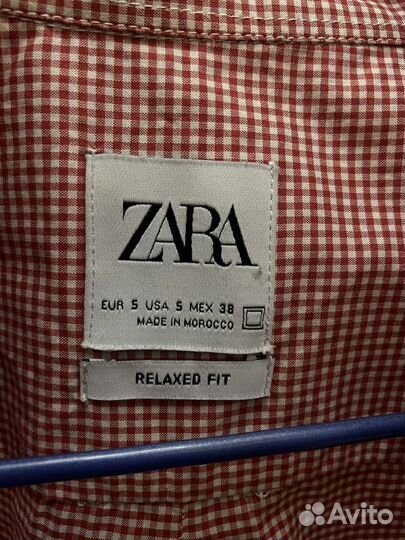 ZARA
EUR S USA S MEX 38
MADE IN MOROCCO
RELAXED FIT
Avito